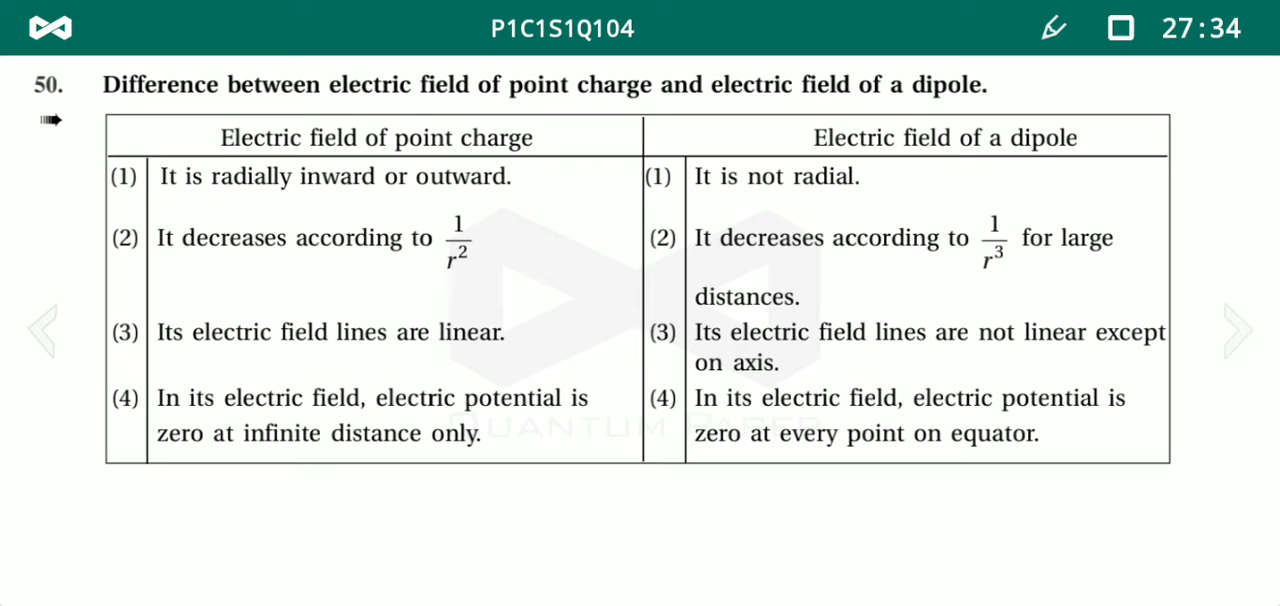 P1C1S1Q104 27:34
50. Difference between electric field of point charge and electric field of a dipole.
Electric field of point charge
(1) It is radially inward or outward.
(2) It decreases according to 1/r²
(3) Its electric field lines are linear.
(4) In its electric field, electric potential is
zero at infinite distance only.
Electric field of a dipole
(1) It is not radial.
(2) It decreases according to 1/r³ for large
distances.
(3) Its electric field lines are not linear except
on axis.
(4) In its electric field, electric potential is
zero at every point on equator.
QUANTUM PAPER